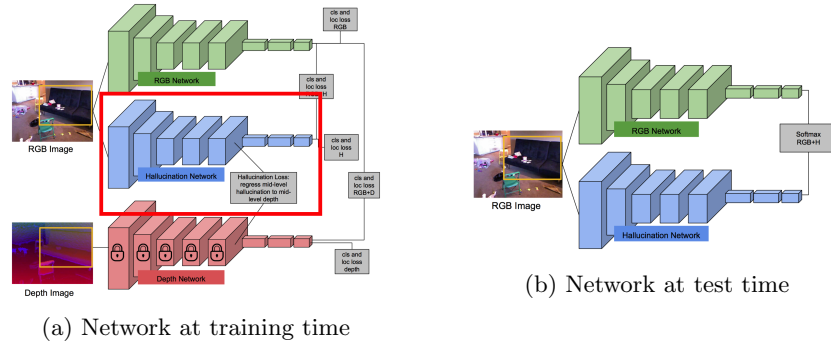 cls and
loc loss
RGB
RGB Network
cls and
loc loss
H
RGB Image
cls and
loc loss
H
Hallucination Network
Hallucination Loss:
regress mid-level
hallucination to mid-
level depth
cls and
loc loss
RGB+D
Depth Network
cls and
loc loss
depth
Depth Image
(a) Network at training time
RGB Network
Softmax
RGB+H
RGB Image
Hallucination Network
(b) Network at test time